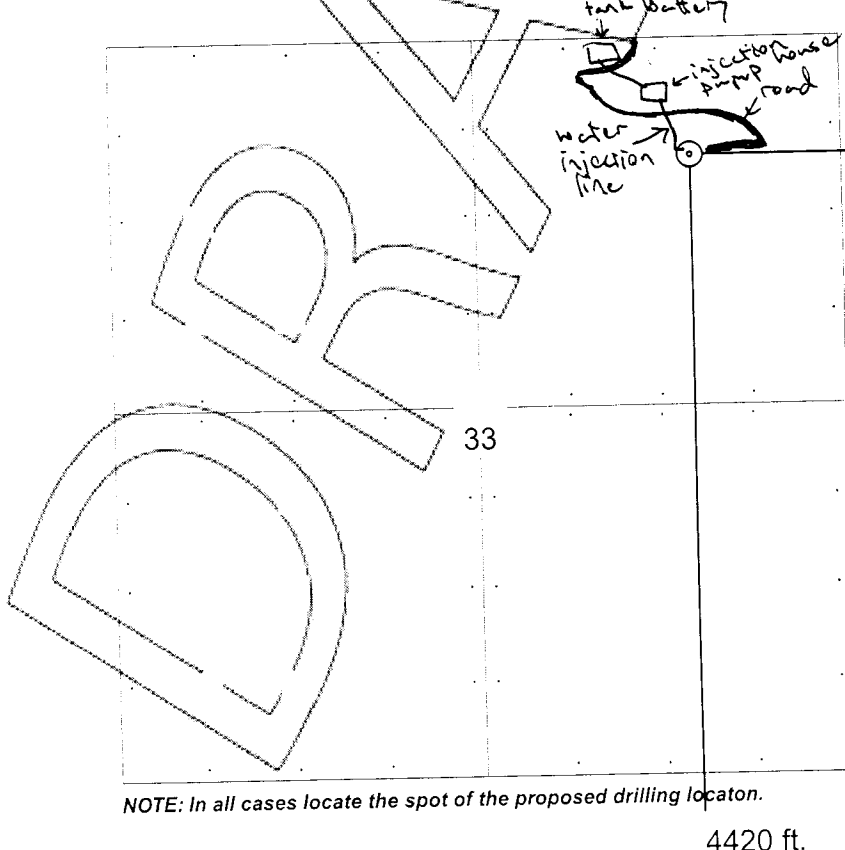 tank battery
injection house
pump
road
water
injection
line
DRA
33
NOTE: In all cases locate the spot of the proposed drilling locaton.
4420 ft.